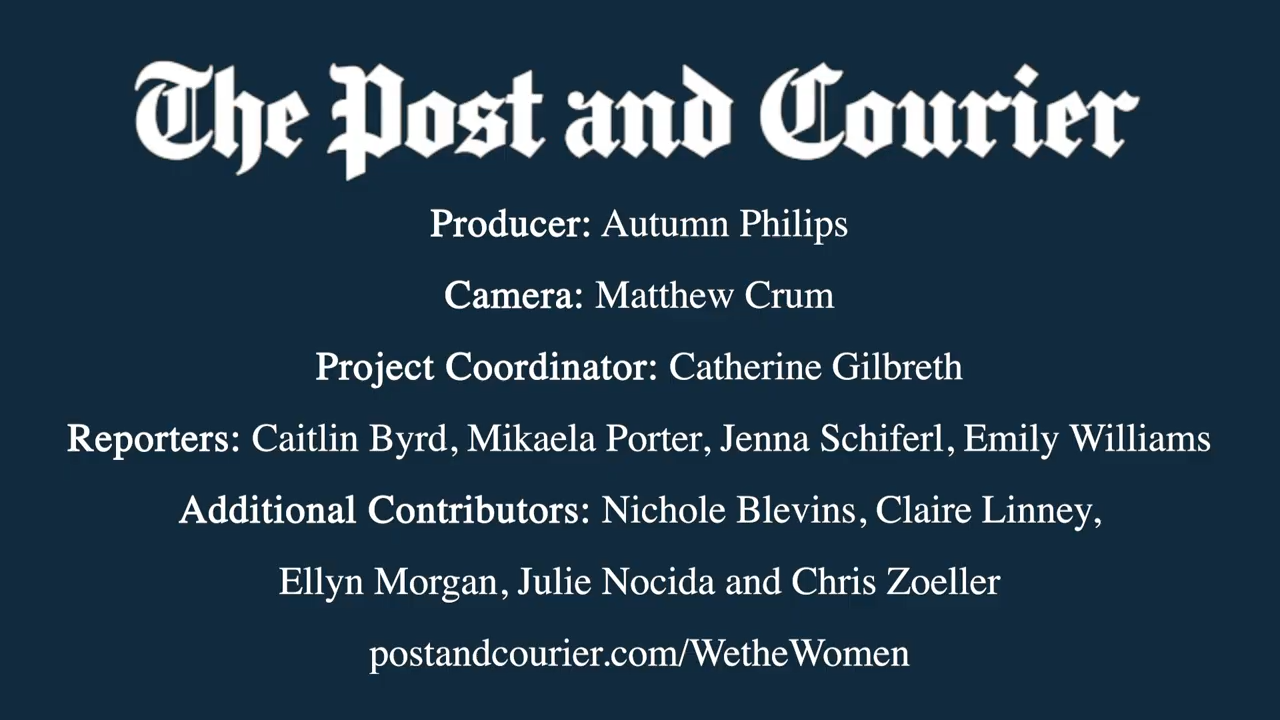 The Post and Courier
Producer: Autumn Philips
Camera: Matthew Crum
Project Coordinator: Catherine Gilbreth
Reporters: Caitlin Byrd, Mikaela Porter, Jenna Schiferl, Emily Williams
Additional Contributors: Nichole Blevins, Claire Linney,
Ellyn Morgan, Julie Nocida and Chris Zoeller
postandcourier.com/WetheWomen